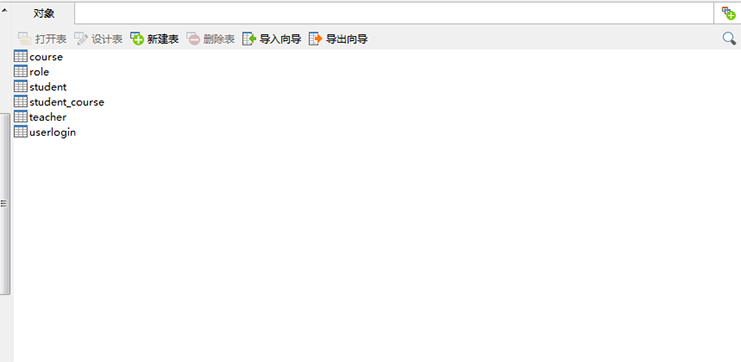 对象
打开表 设计表 新建表 删除表 导入向导 导出向导
course
role
student
student_course
teacher
userlogin